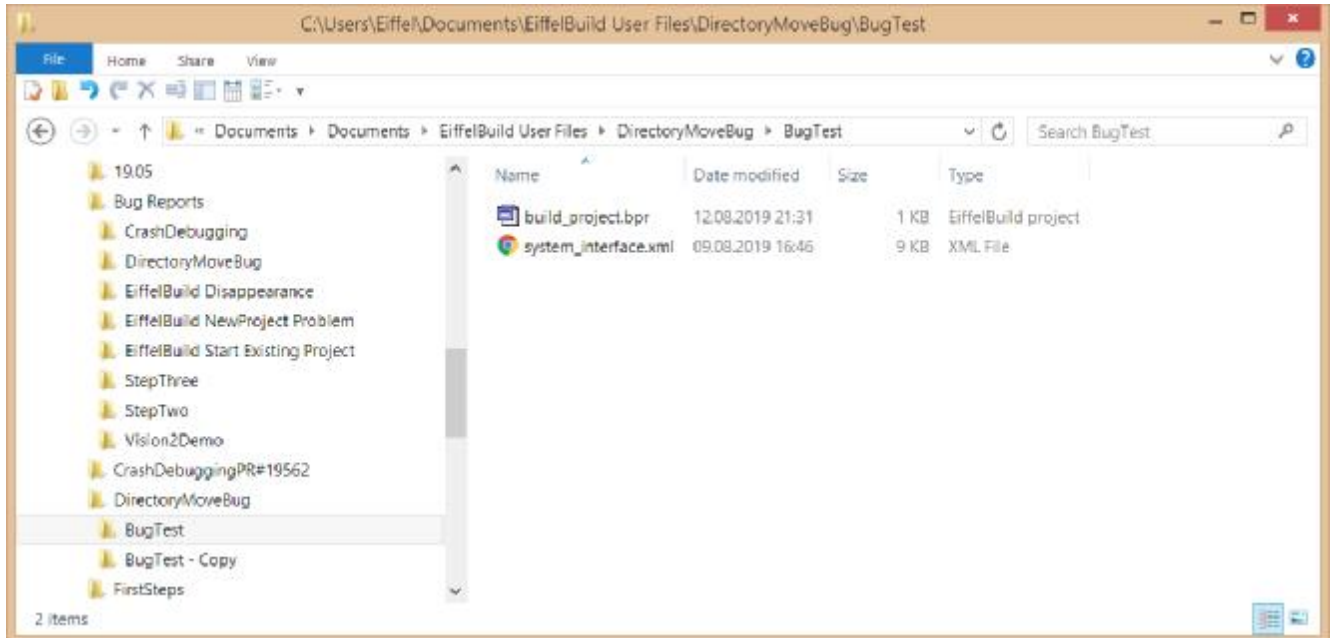 C:\Users\Eiffel\Documents\EiffelBuild User Files\DirectoryMoveBug\BugTest
File Home Share View
« Documents Documents EiffelBuild User Files DirectoryMoveBug BugTest Search BugTest
19.05
Bug Reports
CrashDebugging
DirectoryMoveBug
EiffelBuild Disappearance
EiffelBuild NewProject Problem
EiffelBuild Start Existing Project
StepThree
StepTwo
Vision2Demo
CrashDebuggingPR#19562
DirectoryMoveBug
BugTest
BugTest - Copy
FirstSteps
Name Date modified Size Type
build_project.bpr 12.08.2019 21:31 1 KB EiffelBuild project
system_interface.xml 09.08.2019 16:46 9 KB XML File
2 items